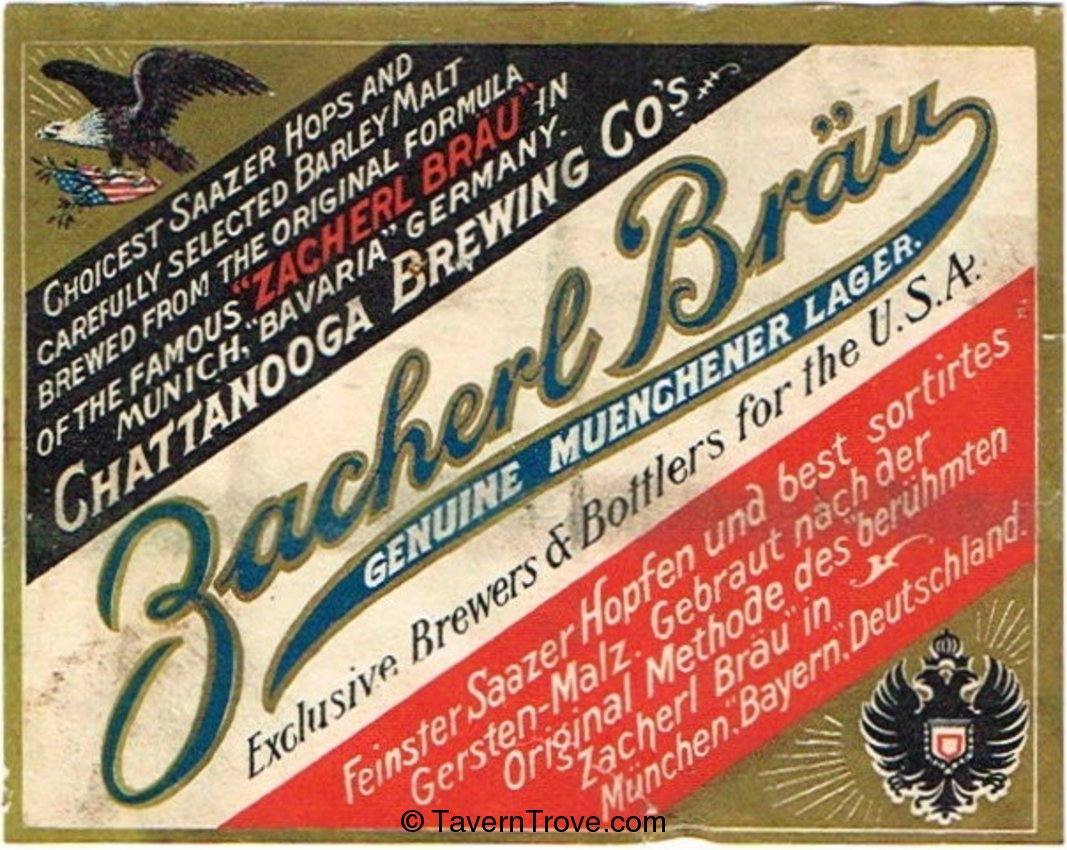 CHOICEST SAAZER HOPS AND
CAREFULLY SELECTED BARLEY MALT
BREWED FROM THE ORIGINAL FORMULA
OF THE FAMOUS "ZACHERL BRÄU" IN
MUNICH, "BAVARIA" GERMANY.
CHATTANOOGA BREWING CO'S
Zacherl Bräu
GENUINE MUENCHENER LAGER.
Exclusive Brewers & Bottlers for the U.S.A.
Feinster Saazer Hopfen und best sortirtes
Gersten-Malz. Gebraut nach der
Original Methode des "berühmten
Zacherl Bräu" in
München, "Bayern, Deutschland.
© TavernTrove.com